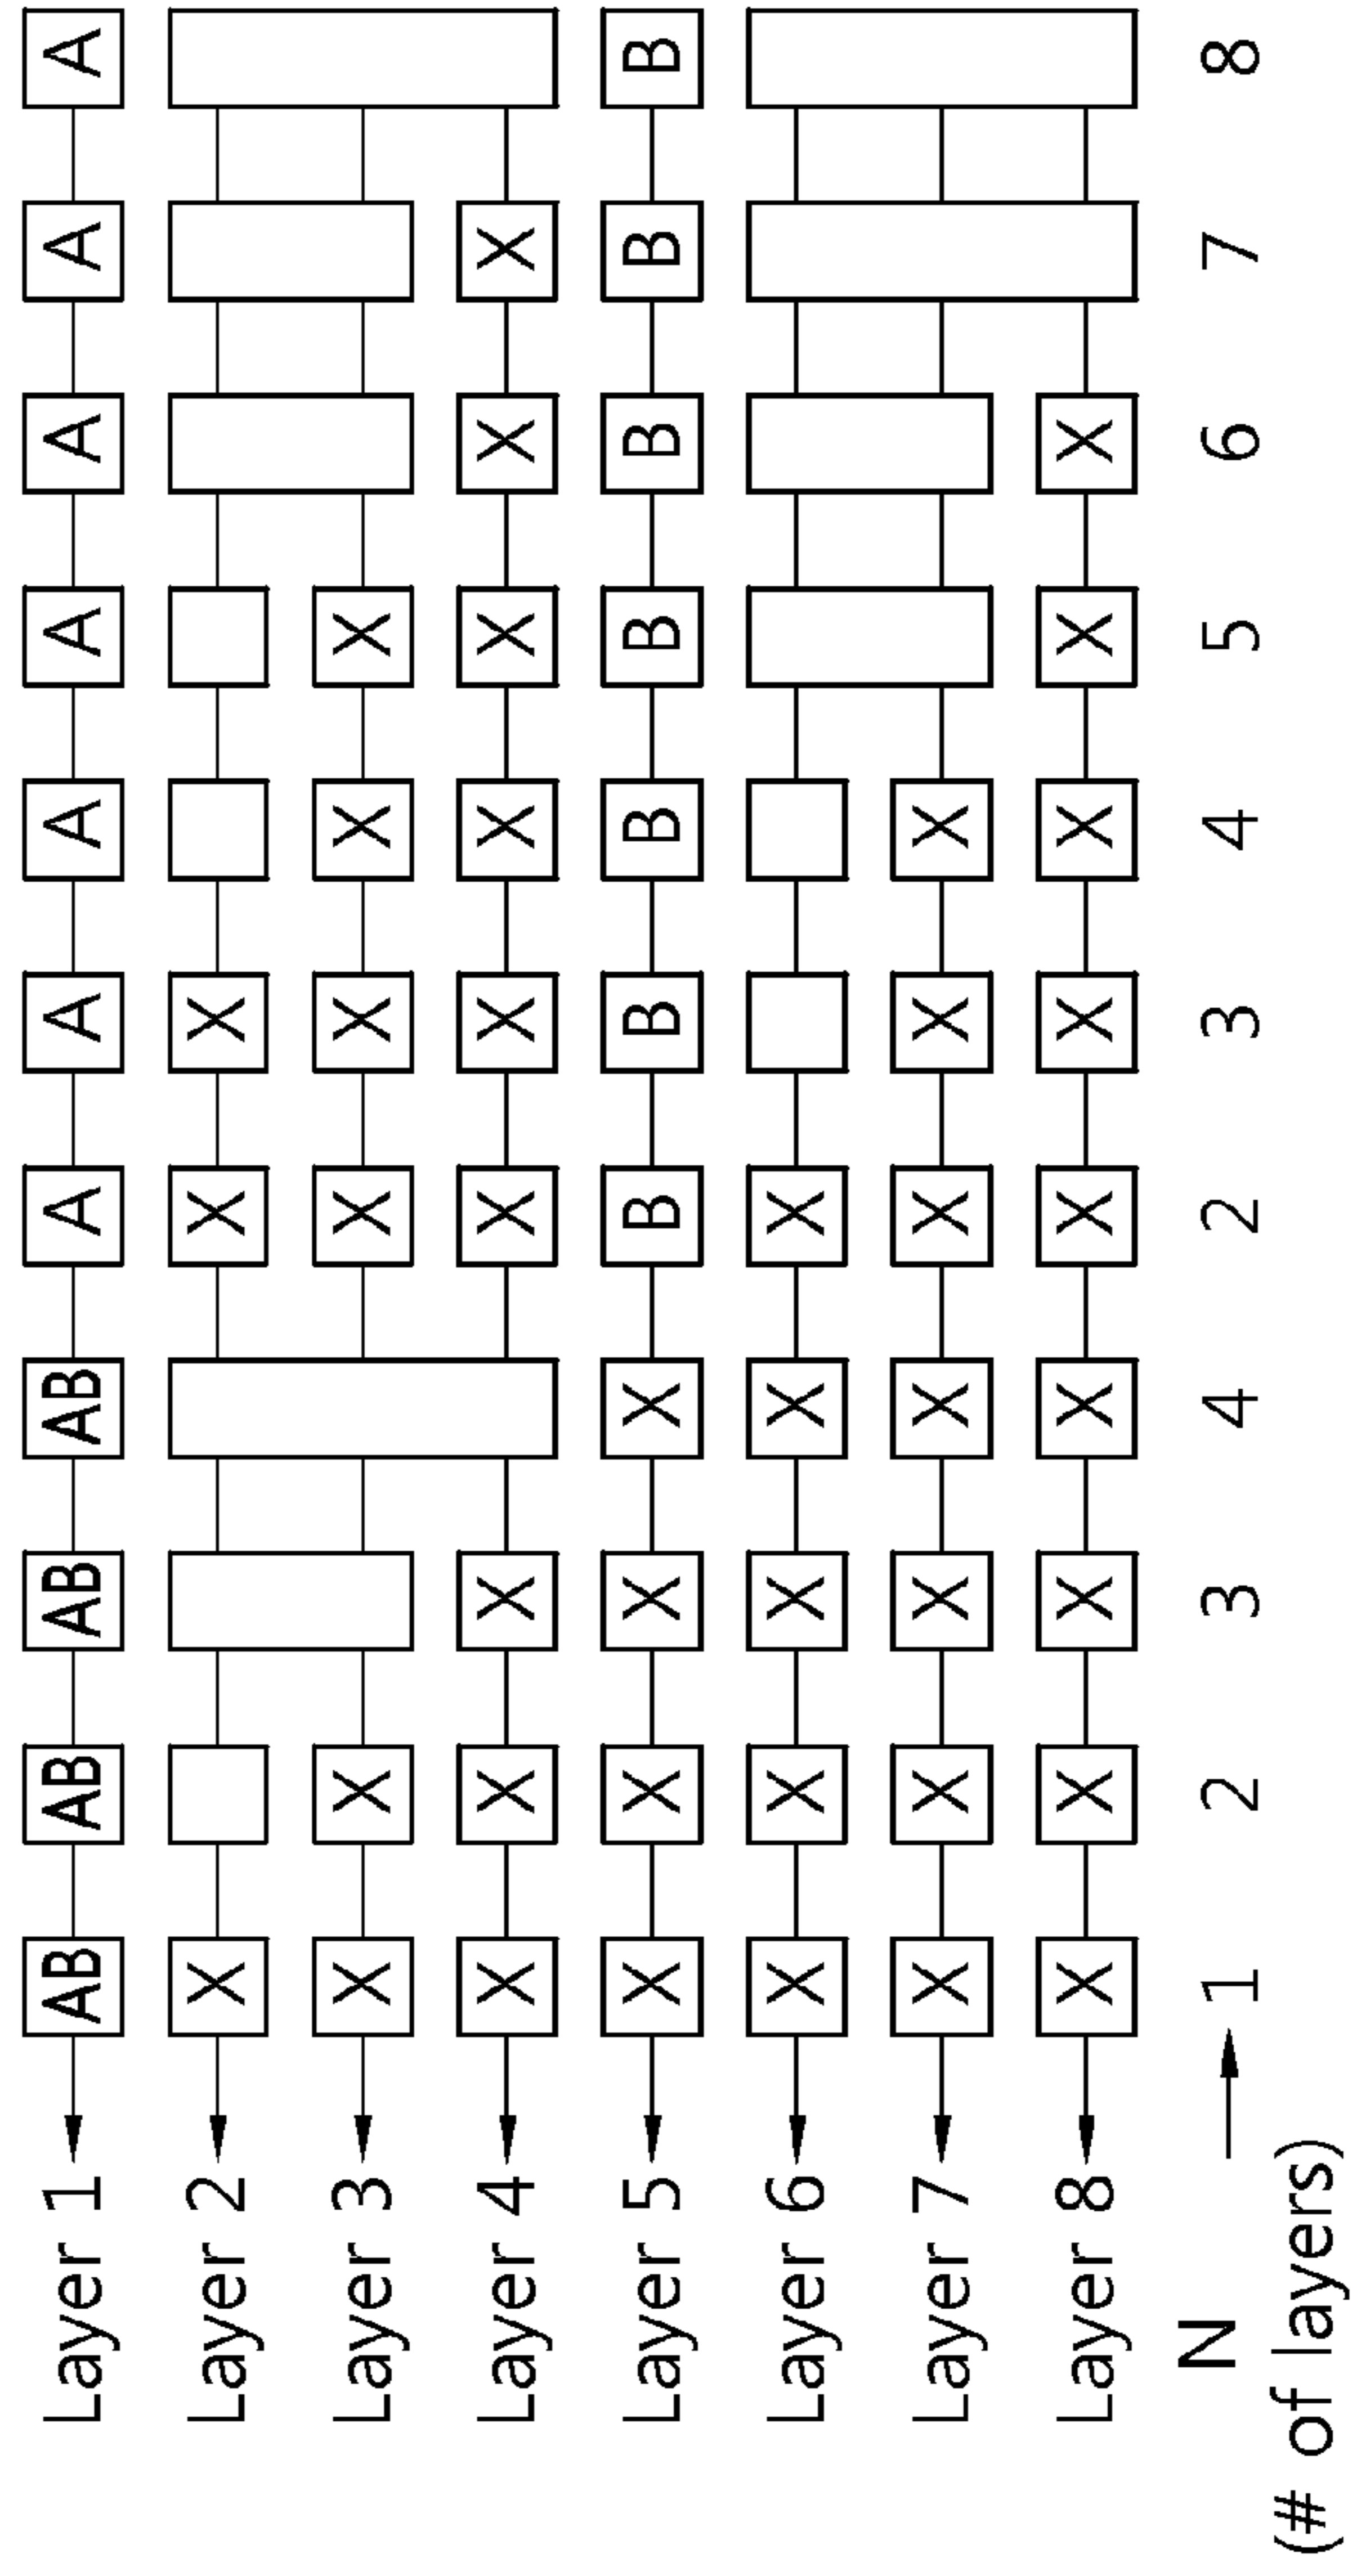 Layer 1 AB AB AB AB A A A A A A A
Layer 2 X X X
Layer 3 X X X X X X
Layer 4 X X X X X X X X X
Layer 5 X X X X B B B B B B B
Layer 6 X X X X X
Layer 7 X X X X X X X
Layer 8 X X X X X X X X X
N 1 2 3 4 2 3 4 5 6 7 8
(# of layers)